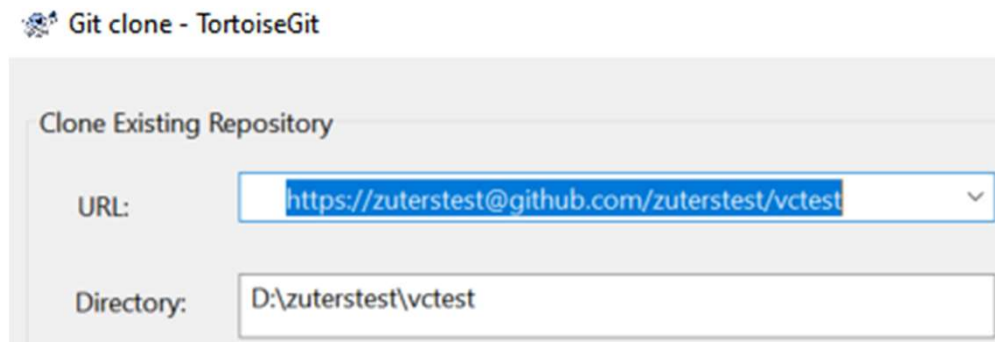 Git clone - TortoiseGit
Clone Existing Repository
URL: https://zuterstest@github.com/zuterstest/vctest
Directory: D:\zuterstest\vctest